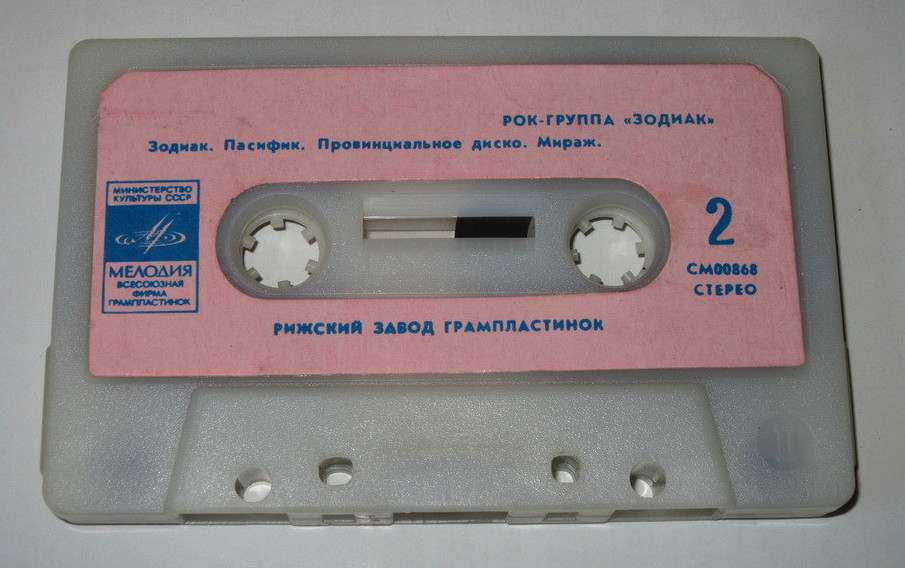 РОК-ГРУППА «ЗОДИАК»
Зодиак. Пасифик. Провинциальное диско. Мираж.
МИНИСТЕРСТВО
КУЛЬТУРЫ СССР
МЕЛОДИЯ
ВСЕСОЮЗНАЯ
ФИРМА
ГРАМПЛАСТИНОК
2
СМ00868
СТЕРЕО
РИЖСКИЙ ЗАВОД ГРАМПЛАСТИНОК